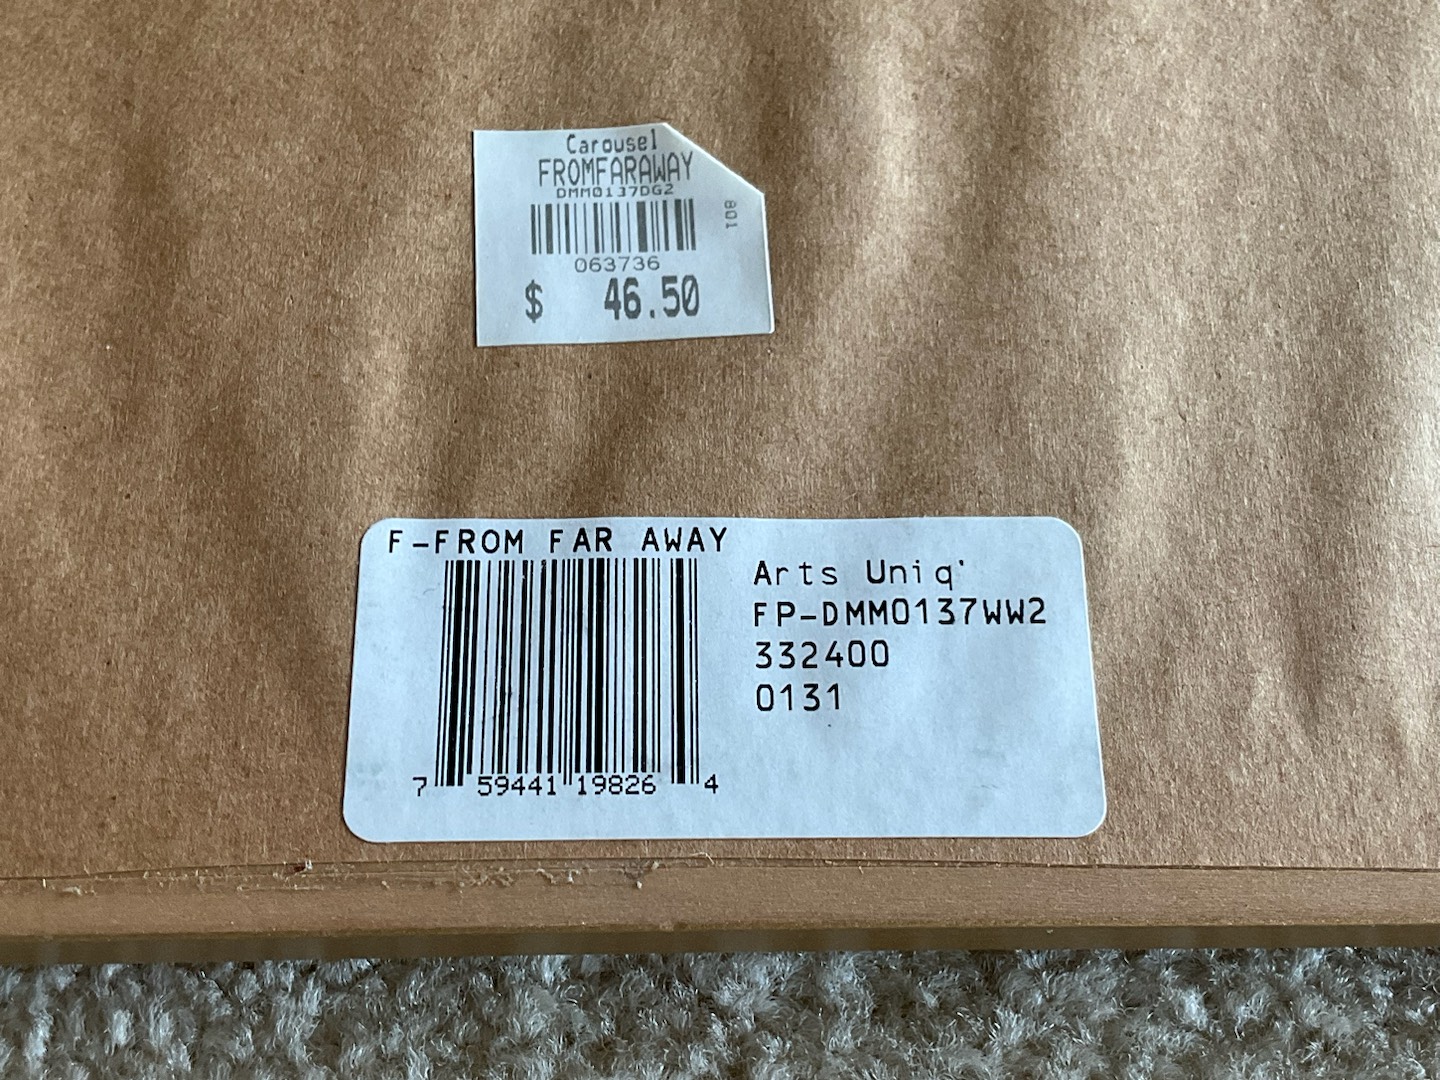 Carousel
FROMFARAWAY
DMM0137DG2
801
063736
$ 46.50
F-FROM FAR AWAY
Arts Uniq'
FP-DMM0137WW2
332400
0131
7 59441 19826 4